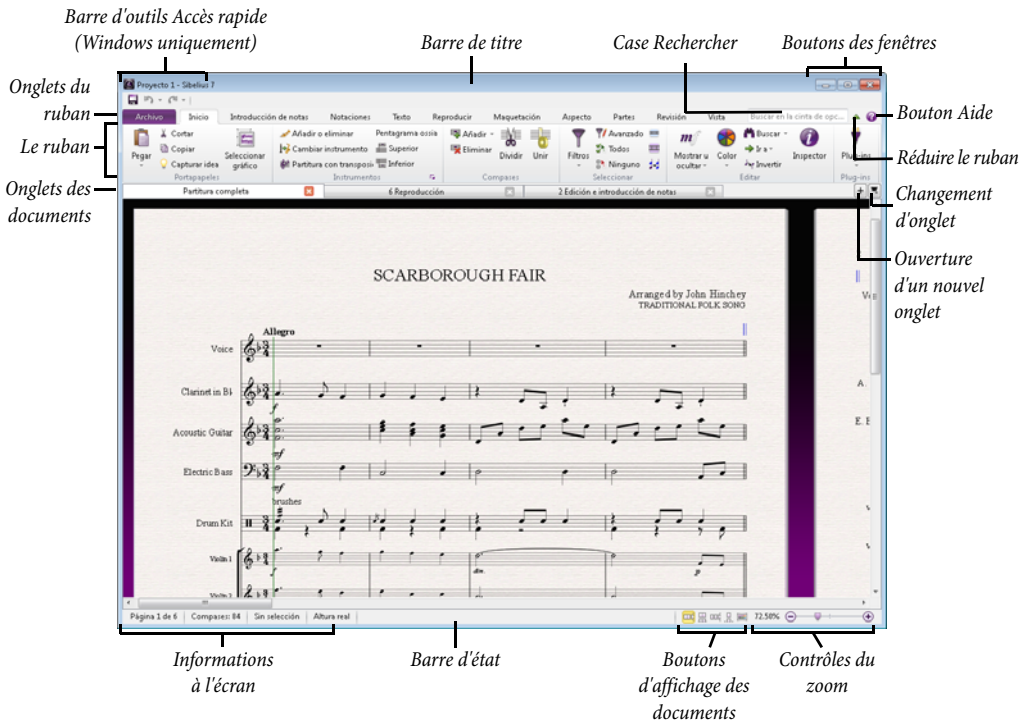 Barre d'outils Accès rapide
(Windows uniquement)
Barre de titre
Case Rechercher
Boutons des fenêtres
Onglets du
ruban
Le ruban
Onglets des
documents
Bouton Aide
Réduire le ruban
Changement
d'onglet
Ouverture
d'un nouvel
onglet
Proyecto 1 - Sibelius 7
Archivo Inicio Introducción de notas Notaciones Texto Reproducir Maquetación Aspecto Partes Revisión Vista Buscar en la cinta de opc...
Pegar
Cortar
Copiar
Capturar idea
Seleccionar
gráfico
Portapapeles
Añadir o eliminar
Cambiar instrumento
Partitura con transposi
Pentagrama ossia
Superior
Inferior
Instrumentos
Añadir
Eliminar
Dividir
Unir
Compases
Filtros
Avanzado
Todos
Ninguno
Seleccionar
Mostrar u
ocultar
Color
Buscar
Ir a
Invertir
Editar
Inspector
Plug-ins
Plug-ins
Partitura completa
6 Reproducción
2 Edición e introducción de notas
SCARBOROUGH FAIR
Arranged by John Hinchey
TRADITIONAL FOLK SONG
Allegro
Voice
Clarinet in B♭
f
Acoustic Guitar
mf
Electric Bass
mf
brushes
Drum Kit
Violin 1
f
div.
p
Violin 2
A.
E. B
Página 1 de 6 Compases: 84 Sin selección Altura real 72.58%
Informations
à l'écran
Barre d'état
Boutons
d'affichage des
documents
Contrôles du
zoom